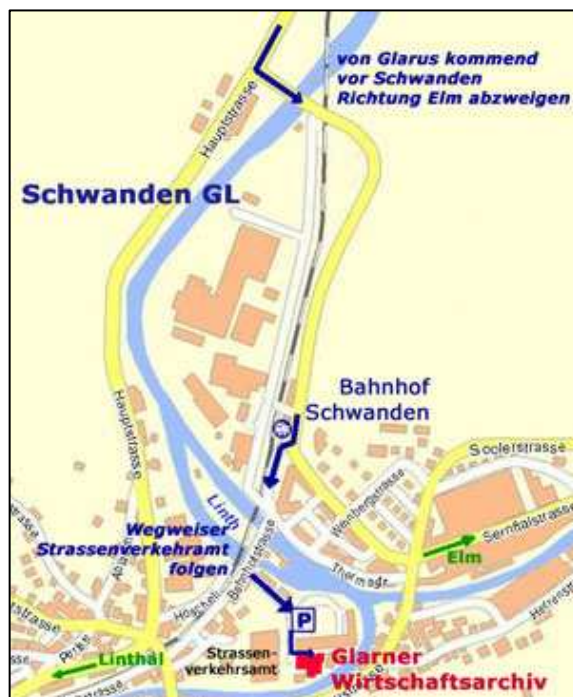 von Glarus kommend
vor Schwanden
Richtung Elm abzweigen
Hauptstrasse
Schwanden GL
Bahnhof
Schwanden
Hauptstrasse
Soolerstrasse
Weinbergstrasse
Linth
Sernftalstrasse
Wegweiser
Strassenverkehramt
folgen
Bahnhofstrasse
Elm
Thermastr.
P
Strassen-
verkehrsamt
Linthal
Glarner
Wirtschaftsarchiv